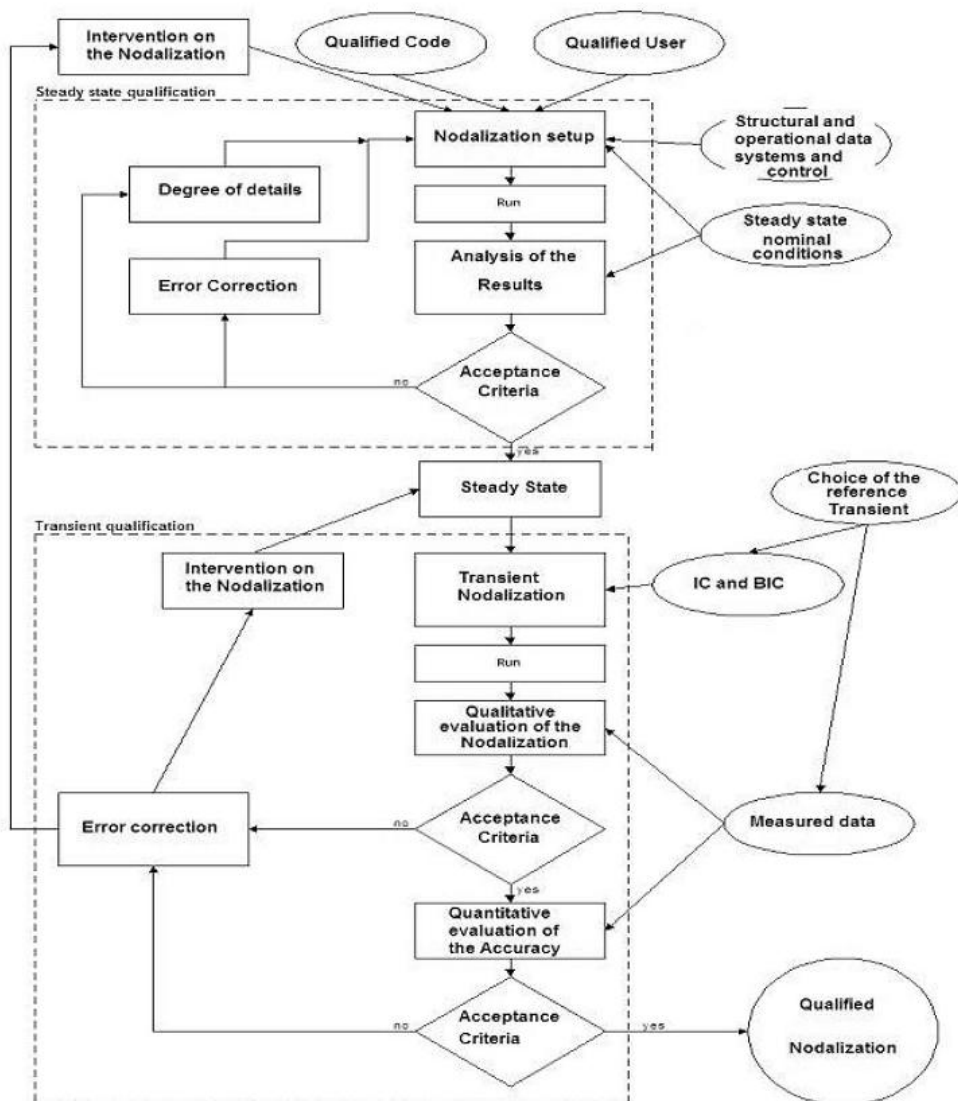 Intervention on
the Nodalization
Qualified Code
Qualified User
Steady state qualification
Nodalization setup
Structural and
operational data
systems and
control
Degree of details
Run
Steady state
nominal
conditions
Analysis of the
Results
Error Correction
no
Acceptance
Criteria
yes
Steady State
Choice of the
reference
Transient
Transient qualification
Intervention on
the Nodalization
Transient
Nodalization
IC and BIC
Run
Qualitative
evaluation of the
Nodalization
Error correction
no
Acceptance
Criteria
Measured data
yes
Quantitative
evaluation of
the Accuracy
no
Acceptance
Criteria
yes
Qualified
Nodalization